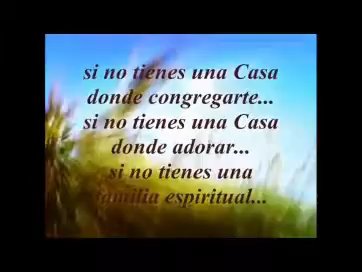 si no tienes una Casa
donde congregarte...
si no tienes una Casa
donde adorar...
si no tienes una
familia espiritual...